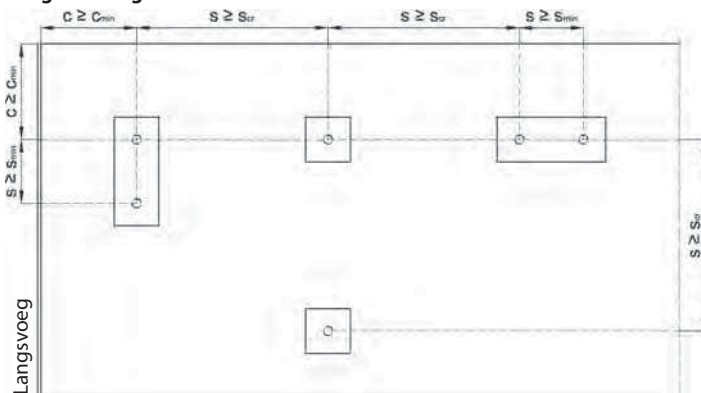 c ≥ cmin
s ≥ scr
s ≥ scr
s ≥ smin
c ≥ cmin
s ≥ smin
s ≥ scr
Langsvoeg